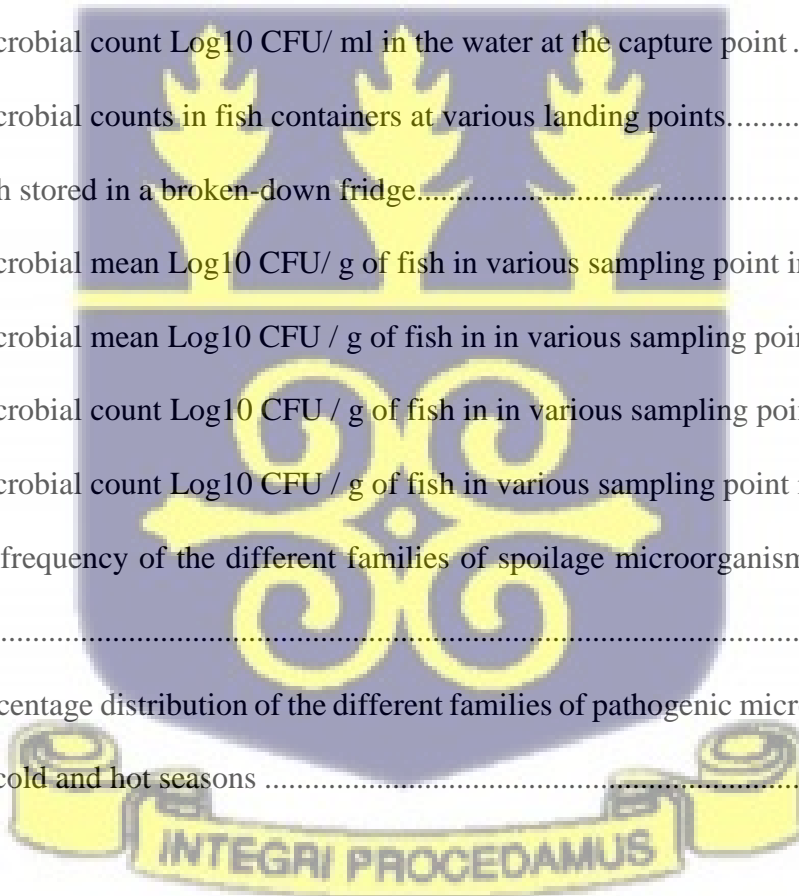 crobial count Log10 CFU/ ml in the water at the capture point .
crobial counts in fish containers at various landing points..........
h stored in a broken-down fridge............................................
crobial mean Log10 CFU/ g of fish in various sampling point in
crobial mean Log10 CFU / g of fish in in various sampling poin
crobial count Log10 CFU / g of fish in in various sampling poin
crobial count Log10 CFU / g of fish in various sampling point i
frequency of the different families of spoilage microorganism
....................................................................................................
centage distribution of the different families of pathogenic micr
cold and hot seasons ................................................................
INTEGRI PROCEDAMUS